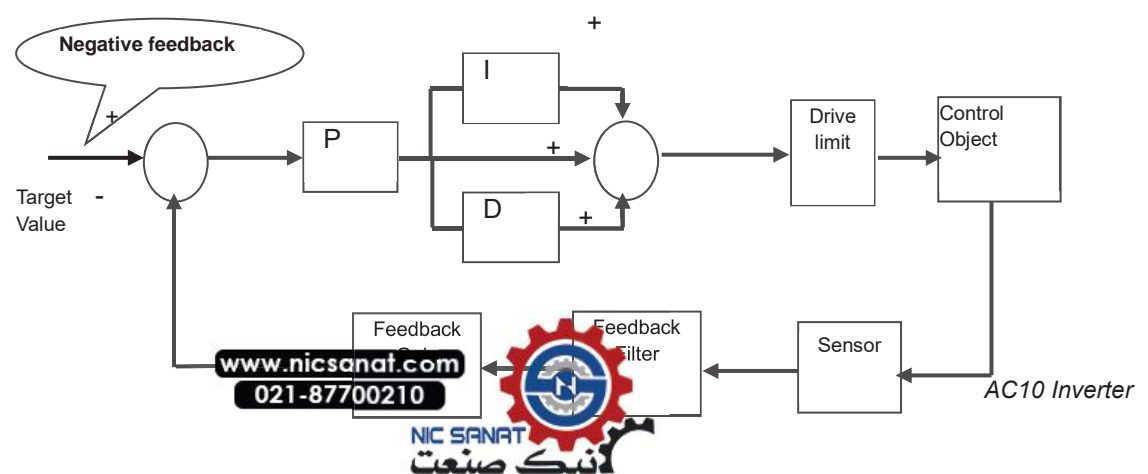 +
Negative feedback
I
+
P
Drive
limit
Control
Object
+
Target
Value
-
D
+
Feedback
Feedback
Filter
Sensor
www.nicsanat.com
021-87700210
AC10 Inverter
NIC SANAT
نیک صنعت